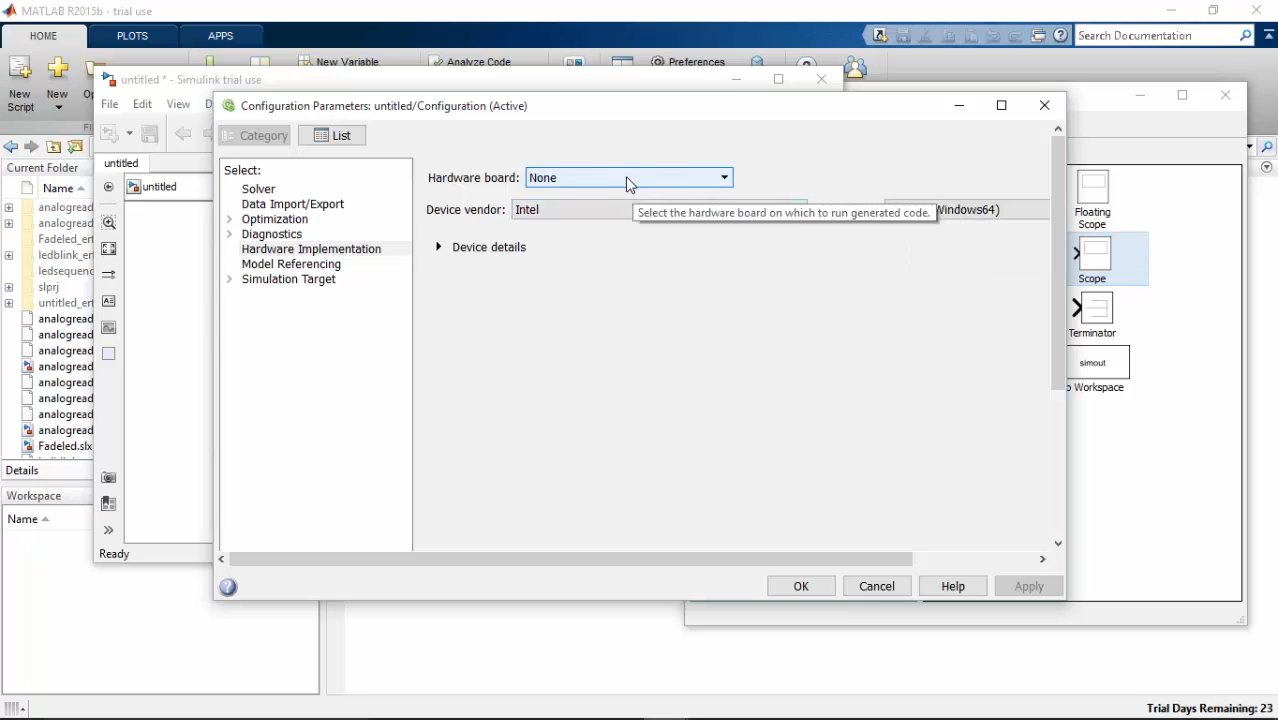 MATLAB R2015b - trial use
HOME
PLOTS
APPS
Search Documentation
New Script
New
New Variable
Analyze Code
Preferences
untitled * - Simulink trial use
File
Edit
View
Configuration Parameters: untitled/Configuration (Active)
Category
List
Current Folder
Name
untitled
untitled
Select:
Solver
Data Import/Export
Optimization
Diagnostics
Hardware Implementation
Model Referencing
Simulation Target
Hardware board:
None
Device vendor:
Intel
Windows64)
Select the hardware board on which to run generated code.
Device details
analogread
analogread
Fadeled_ert
ledblink_ert
ledsequenc
slprj
untitled_ert
analogread
analogread
analogread
analogread
analogread
analogread
analogread
analogread
Fadeled.slx
Details
Workspace
Name
Ready
Floating Scope
Scope
Terminator
simout
o Workspace
OK
Cancel
Help
Apply
Trial Days Remaining: 23